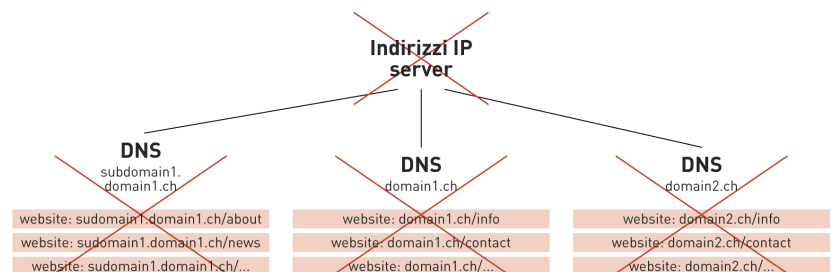 Indirizzi IP
server
DNS
subdomain1.
domain1.ch
website: sudomain1.domain1.ch/about
website: sudomain1.domain1.ch/news
website: sudomain1.domain1.ch/...
DNS
domain1.ch
website: domain1.ch/info
website: domain1.ch/contact
website: domain1.ch/...
DNS
domain2.ch
website: domain2.ch/info
website: domain2.ch/contact
website: domain2.ch/...